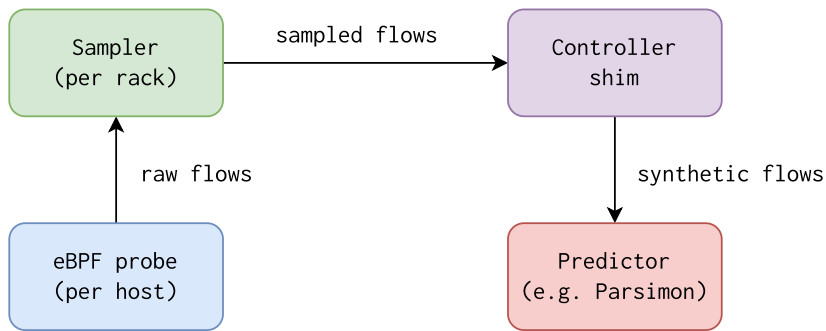 Sampler
(per rack)
sampled flows
Controller
shim
raw flows
synthetic flows
eBPF probe
(per host)
Predictor
(e.g. Parsimon)